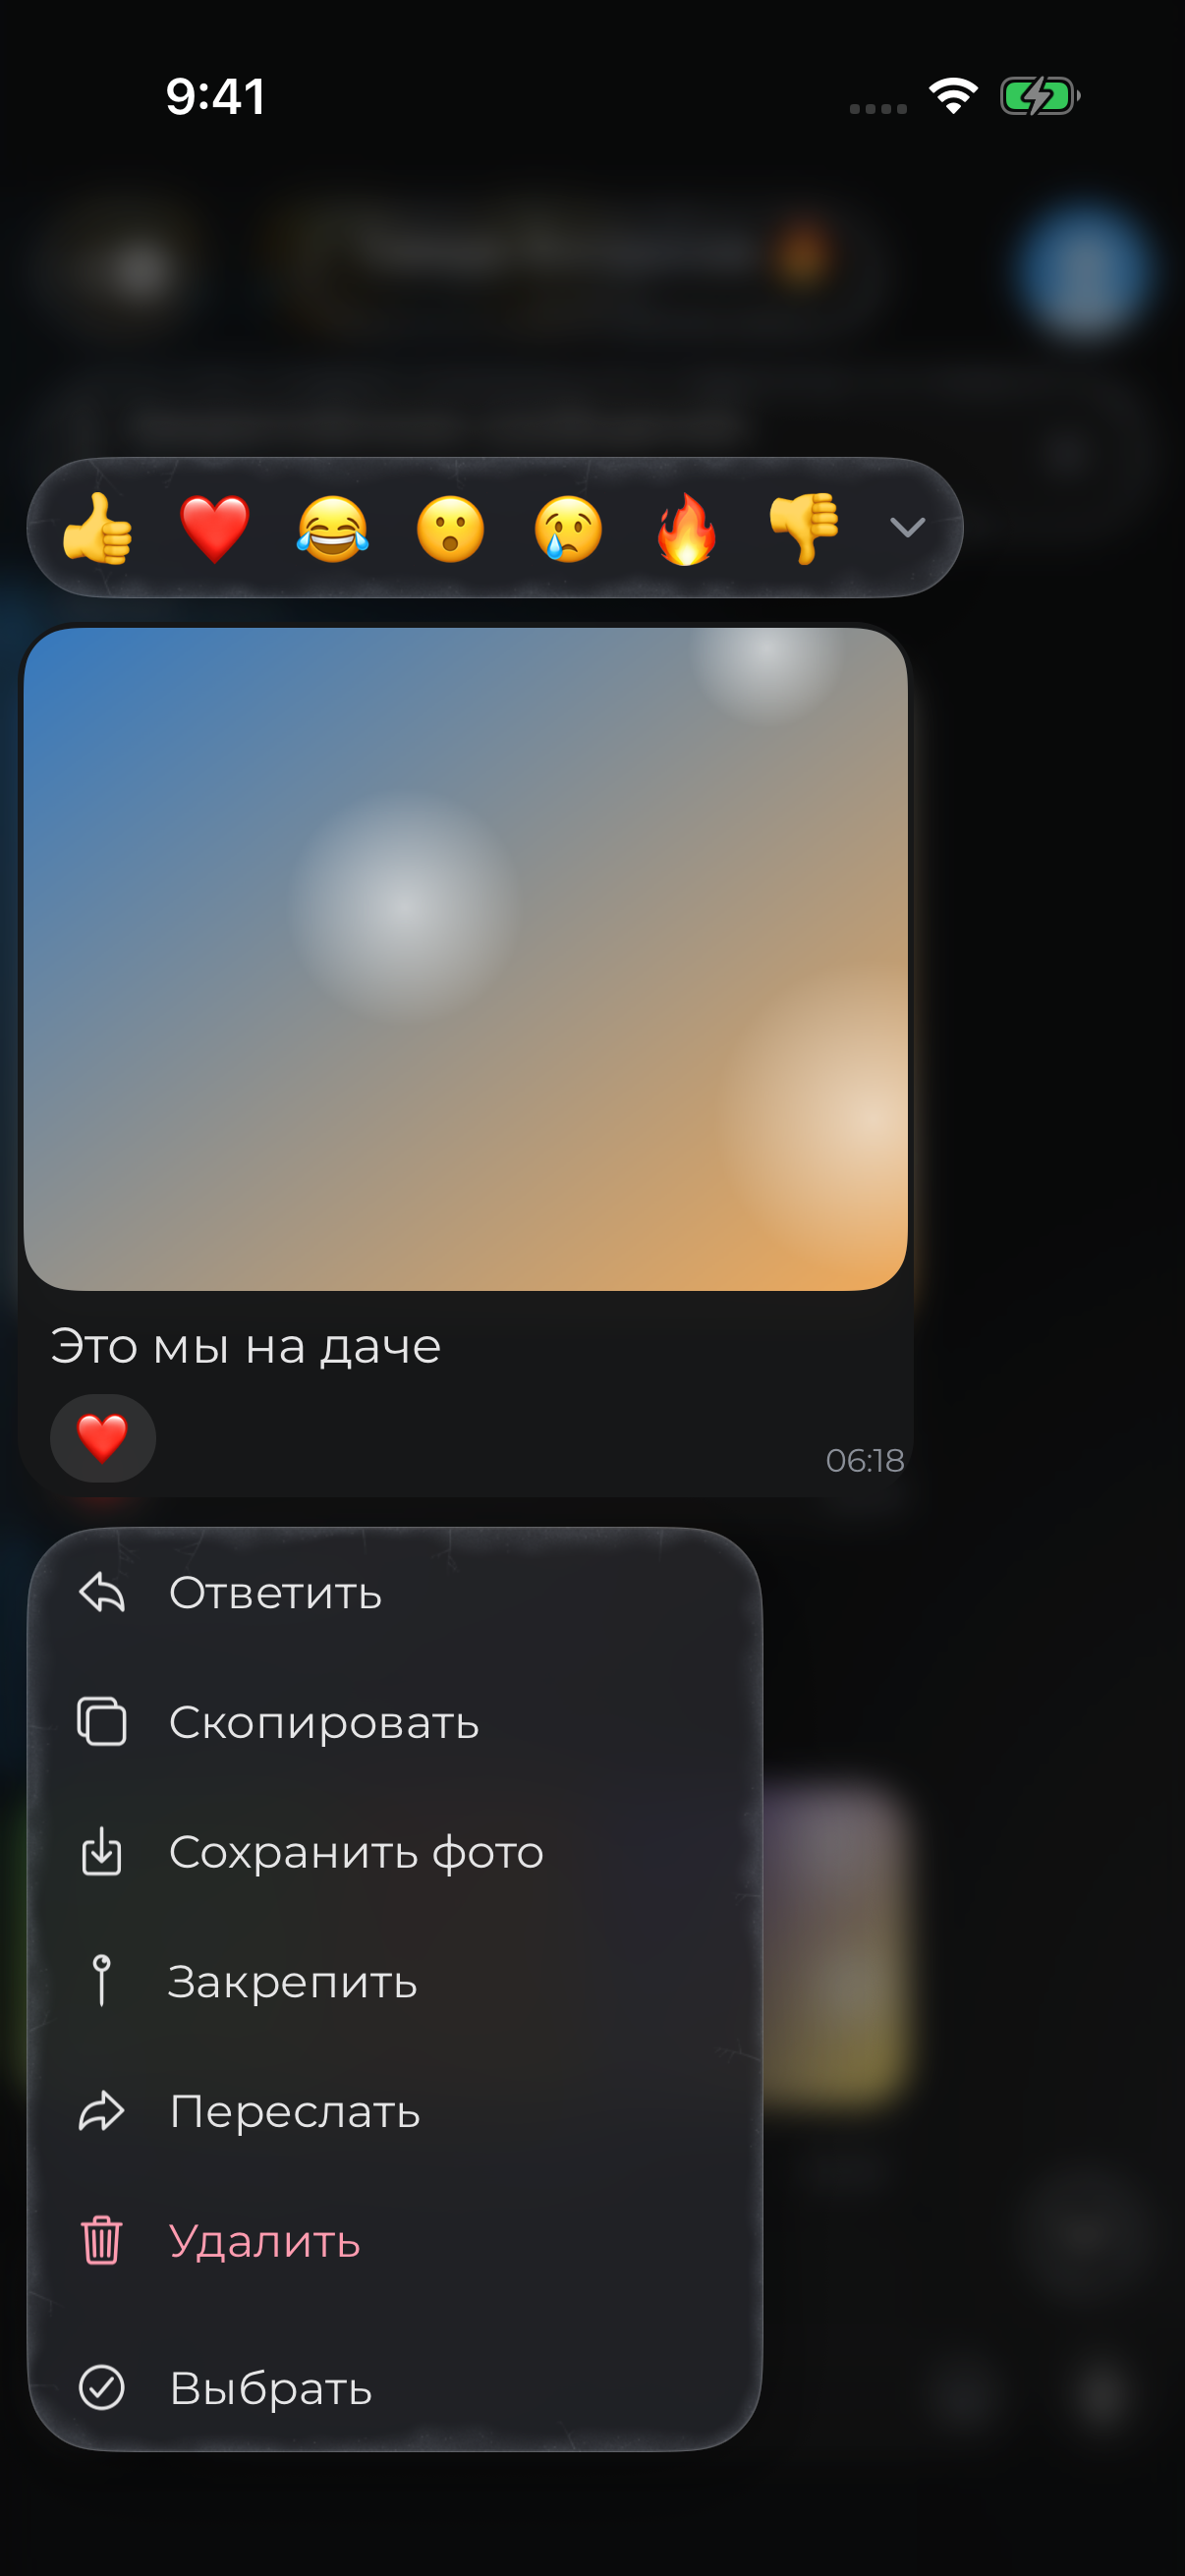 9:41
Это мы на даче
06:18
Ответить
Скопировать
Сохранить фото
Закрепить
Переслать
Удалить
Выбрать